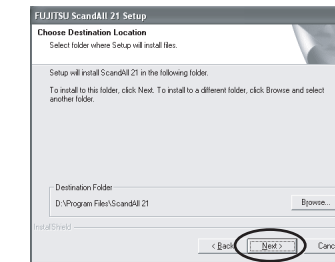 FUJITSU ScandAll 21 Setup
Choose Destination Location
Select folder where Setup will install files.
Setup will install ScandAll 21 in the following folder.
To install to this folder, click Next. To install to a different folder, click Browse and select
another folder.
Destination Folder
D:\Program Files\ScandAll 21
Browse...
InstallShield
< Back
Next >
Canc